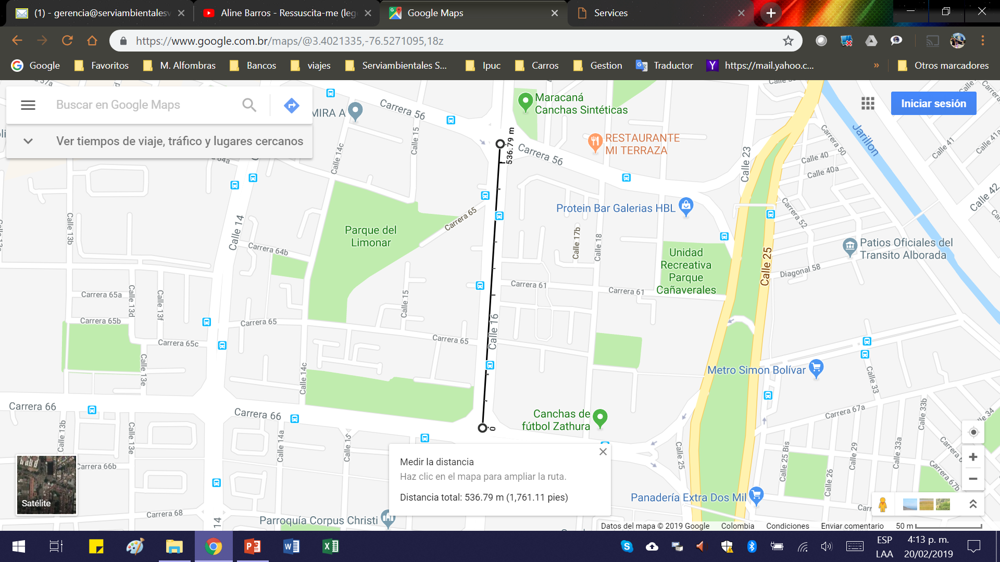 (1) - gerencia@serviambientalesv
Aline Barros - Ressuscita-me (leg
Google Maps
Services
https://www.google.com.br/maps/@3.4021335,-76.5271095,18z
Google
Favoritos
M. Alfombras
Bancos
viajes
Serviambientales S...
Ipuc
Carros
Gestion
Traductor
https://mail.yahoo.c...
»
Otros marcadores
Buscar en Google Maps
Ver tiempos de viaje, tráfico y lugares cercanos
Iniciar sesión
MIRA A
Carrera 56
Calle 15
Calle 14c
Maracaná
Canchas Sintéticas
RESTAURANTE
MI TERRAZA
536.79 m
Carrera 56
Calle 23
Carrera 50
Jarillon
Calle 41
Calle 41a
Calle 40
Calle 40a
Calle 42
64a
Calle 13b
Calle 14
Carrera 64b
Parque del
Limonar
Carrera 65
Protein Bar Galerias HBL
Calle 17b
Calle 18
Carrera 52
Unidad
Recreativa
Parque
Cañaverales
Calle 25
Patios Oficiales del
Transito Alborada
Diagonal 58
Carrera 61
Carrera 61
Carrera 65a
Calle 13d
Calle 13f
Carrera 65b
Carrera 65c
Calle 13e
Carrera 65
Calle 15
Carrera 65
Calle 16
Calle 14c
Metro Simon Bolívar
Calle 33
Carrera 66
Carrera 66
Canchas de
fútbol Zathura
0
Carrera 67a
Calle 33b
34
Calle 13b
Calle 13e
Calle 14a
Calle 15
Calle 25
Calle 25 Bis
Calle 26
Calle 29
Calle 33a
Carrera 67b
Carrera 66b
Carrera 68
14
Satélite
Medir la distancia
Haz clic en el mapa para ampliar la ruta.
Distancia total: 536.79 m (1,761.11 pies)
Parroquía Corpus Christi
Panadería Extra Dos Mil
Datos del mapa © 2019 Google
Colombia
Condiciones
Enviar comentario
50 m
ESP
LAA
4:13 p. m.
20/02/2019